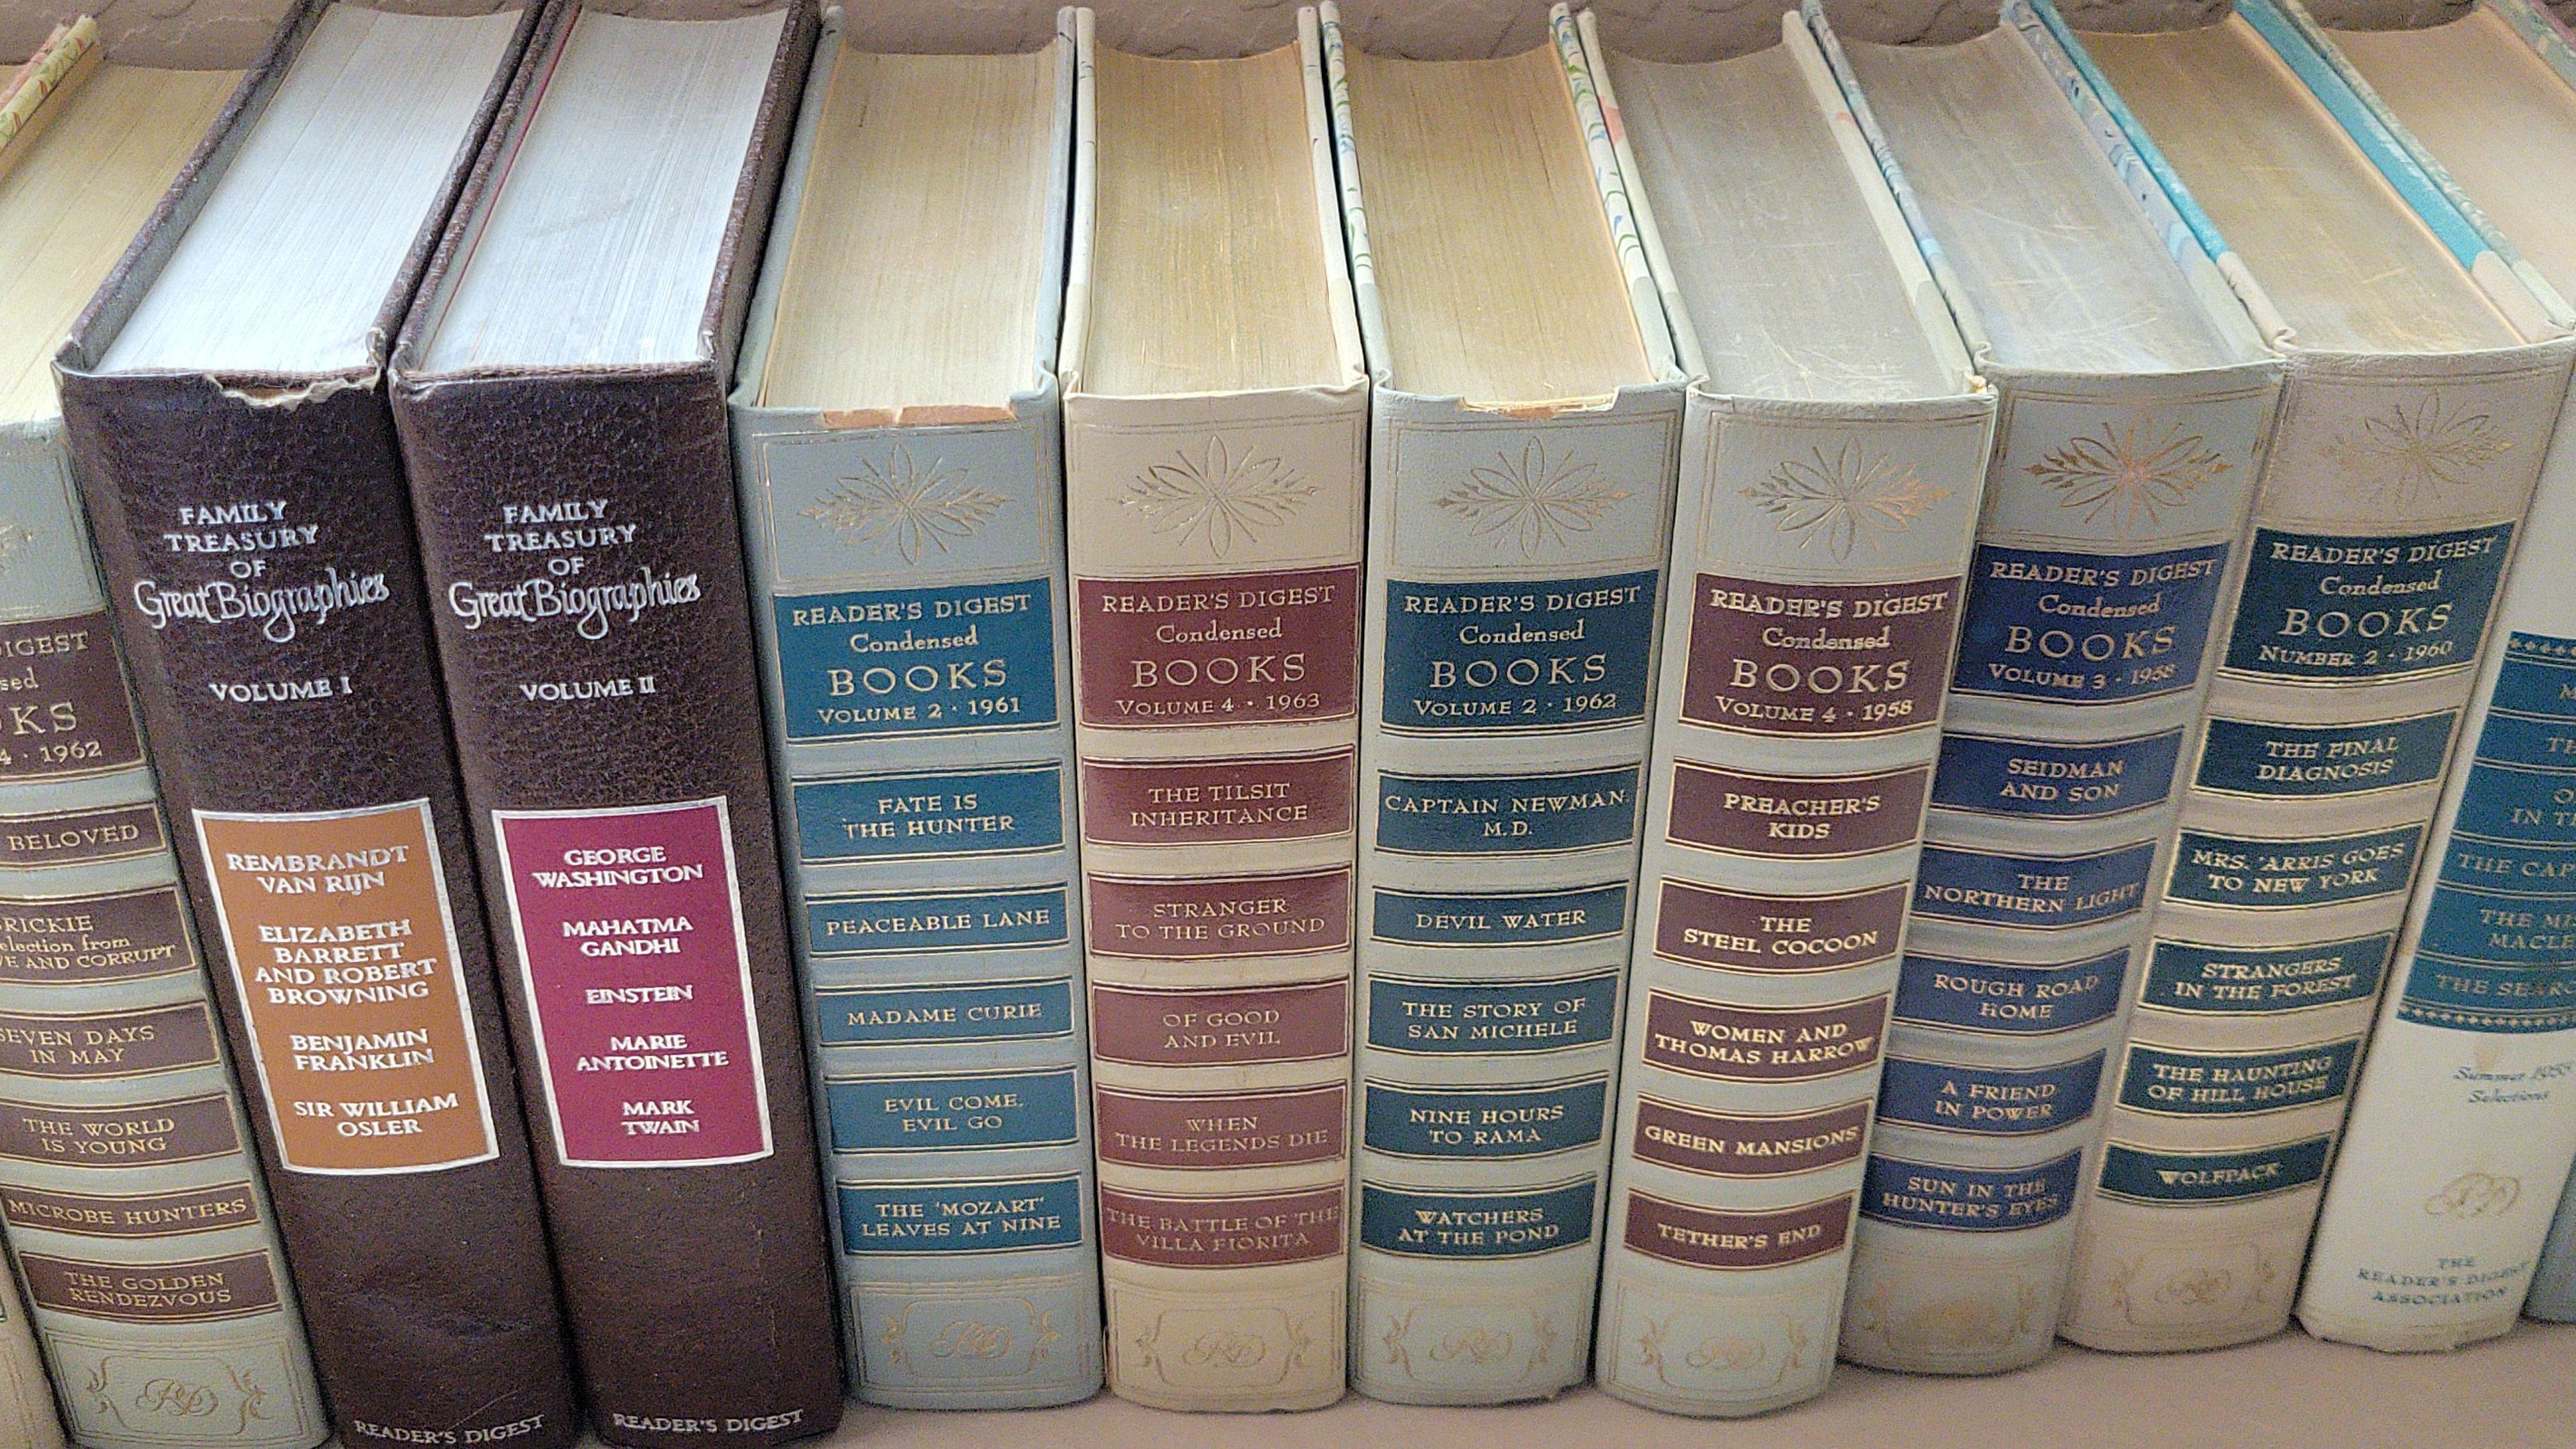 DIGEST
KS
4 · 1962
BELOVED
selection from
AND CORRUPT
SEVEN DAYS
IN MAY
THE WORLD
IS YOUNG
MICROBE HUNTERS
THE GOLDEN
RENDEZVOUS
FAMILY
TREASURY
OF
Great Biographies
VOLUME I
REMBRANDT
VAN RIJN
ELIZABETH
BARRETT
AND ROBERT
BROWNING
BENJAMIN
FRANKLIN
SIR WILLIAM
OSLER
READER'S DIGEST
FAMILY
TREASURY
OF
Great Biographies
VOLUME II
GEORGE
WASHINGTON
MAHATMA
GANDHI
EINSTEIN
MARIE
ANTOINETTE
MARK
TWAIN
READER'S DIGEST
READER'S DIGEST
Condensed
BOOKS
VOLUME 2 · 1961
FATE IS
THE HUNTER
PEACEABLE LANE
MADAME CURIE
EVIL COME,
EVIL GO
THE 'MOZART'
LEAVES AT NINE
READER'S DIGEST
Condensed
BOOKS
VOLUME 4 · 1963
THE TILSIT
INHERITANCE
STRANGER
TO THE GROUND
OF GOOD
AND EVIL
WHEN
THE LEGENDS DIE
THE BATTLE OF THE
VILLA FIORITA
READER'S DIGEST
Condensed
BOOKS
VOLUME 2 · 1962
CAPTAIN NEWMAN,
M.D.
DEVIL WATER
THE STORY OF
SAN MICHELE
NINE HOURS
TO RAMA
WATCHERS
AT THE POND
READER'S DIGEST
Condensed
BOOKS
VOLUME 4 · 1958
PREACHER'S
KIDS
THE
STEEL COCOON
WOMEN AND
THOMAS HARROW
GREEN MANSIONS
TETHER'S END
READER'S DIGEST
Condensed
BOOKS
VOLUME 3 · 1958
SEIDMAN
AND SON
THE
NORTHERN LIGHT
ROUGH ROAD
HOME
A FRIEND
IN POWER
SUN IN THE
HUNTER'S EYES
READER'S DIGEST
Condensed
BOOKS
NUMBER 2 · 1960
THE FINAL
DIAGNOSIS
MRS. 'ARRIS GOES
TO NEW YORK
STRANGERS
IN THE FOREST
THE HAUNTING
OF HILL HOUSE
WOLFPACK
IN T
THE CAP
THE M
MACLE
THE SEAR
Summer
Selections
THE
READER'S DIGEST
ASSOCIATION